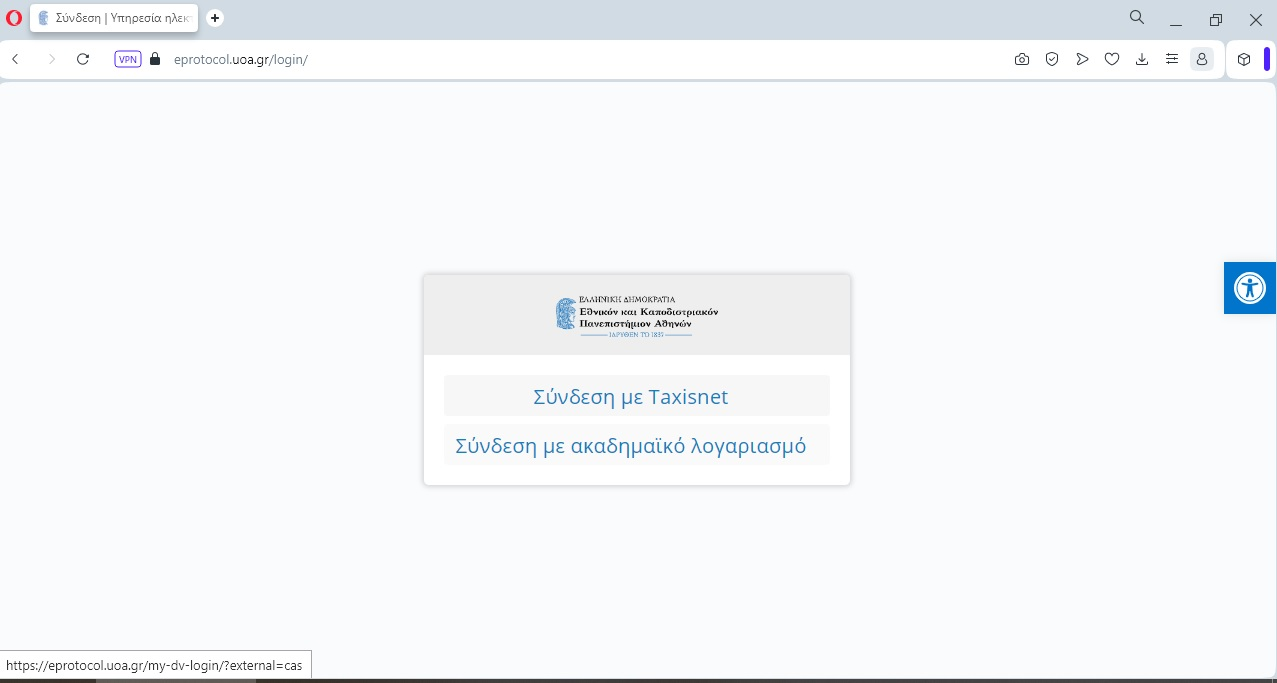 Σύνδεση | Υπηρεσία ηλεκτ
VPN
eprotocol.uoa.gr/login/
ΕΛΛΗΝΙΚΗ ΔΗΜΟΚΡΑΤΙΑ
Εθνικόν και Καποδιστριακόν
Πανεπιστήμιον Αθηνών
ΙΔΡΥΘΕΝ ΤΟ 1837
Σύνδεση με Taxisnet
Σύνδεση με ακαδημαϊκό λογαριασμό
https://eprotocol.uoa.gr/my-dv-login/?external=cas